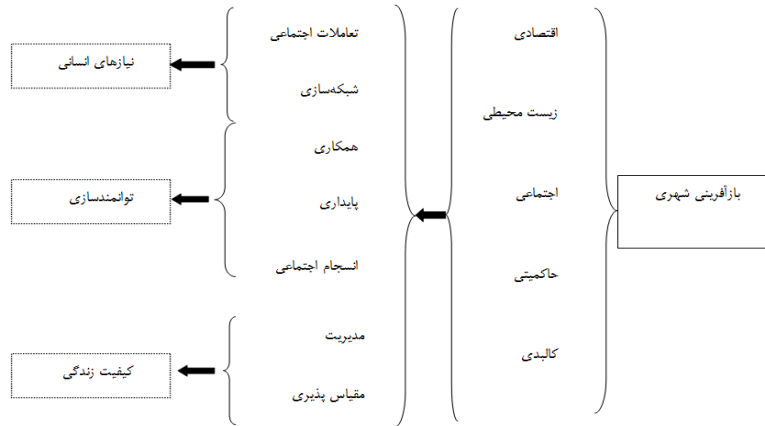 بازآفرینی شهری
اقتصادی
زیست محیطی
اجتماعی
حاکمیتی
کالبدی
تعاملات اجتماعی
شبکه‌سازی
همکاری
پایداری
انسجام اجتماعی
مدیریت
مقیاس پذیری
نیازهای انسانی
توانمندسازی
کیفیت زندگی